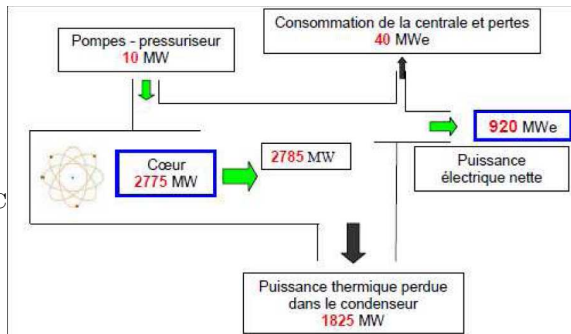 Consommation de la centrale et pertes
40 MWe
Pompes - pressuriseur
10 MW
920 MWe
Puissance
électrique nette
2785 MW
Cœur
2775 MW
C
Puissance thermique perdue
dans le condenseur
1825 MW